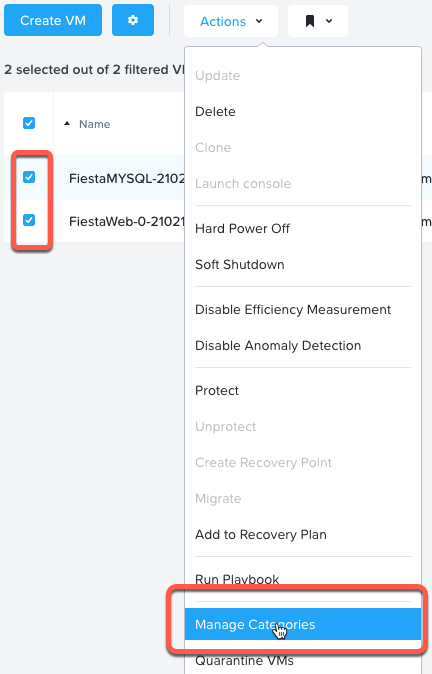 Create VM
Actions
2 selected out of 2 filtered
Name
Update
Delete
Clone
Launch console
FiestaMYSQL-2102
FiestaWeb-0-21021
Hard Power Off
Soft Shutdown
Disable Efficiency Measurement
Disable Anomaly Detection
Protect
Unprotect
Create Recovery Point
Migrate
Add to Recovery Plan
Run Playbook
Manage Categories
Quarantine VMs